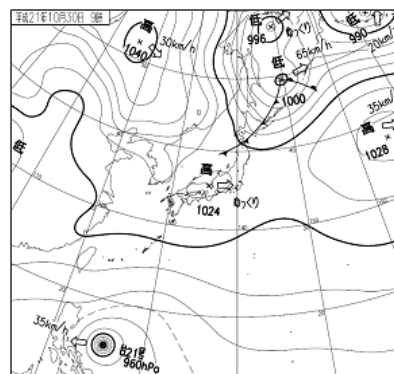 平成21年10月30日 9時
高
1040
30km/h
低
996
ゆっくり
低
990
20km/h
65km/h
低
1000
35km/h
高
1028
低
高
1024
ゆっくり
140
35km/h
台21号
960hPa